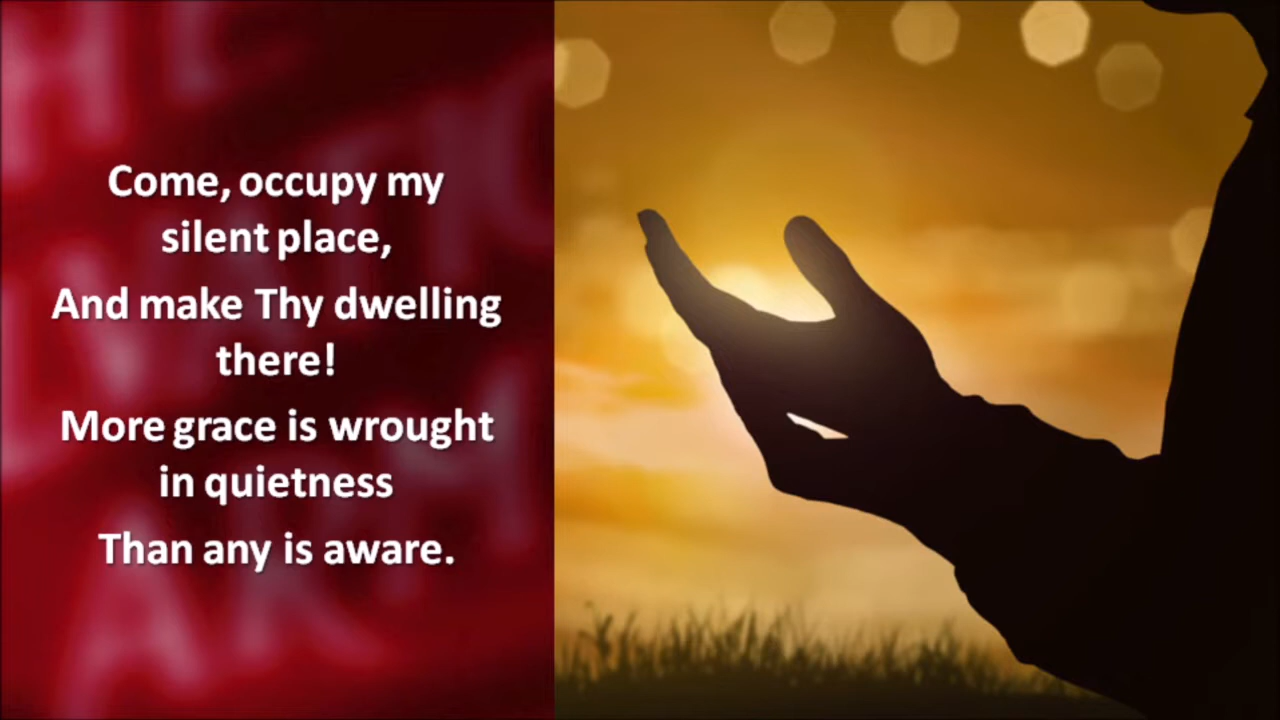 Come, occupy my
silent place,
And make Thy dwelling
there!
More grace is wrought
in quietness
Than any is aware.